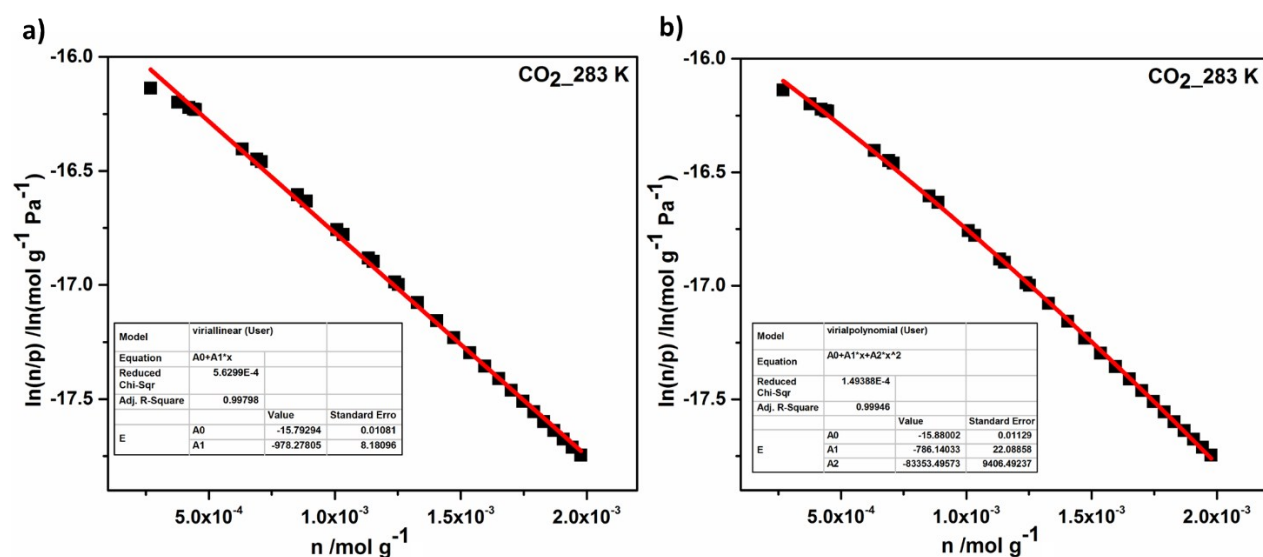 a)
CO2_283 K
-16.0
-16.5
-17.0
-17.5
ln(n/p) /ln(mol g-1 Pa-1)
Model viriallinear (User)
Equation A0+A1*x
Reduced Chi-Sqr 5.6299E-4
Adj. R-Square 0.99798
Value Standard Erro
E A0 -15.79294 0.01081
A1 -978.27805 8.18096
5.0x10-4 1.0x10-3 1.5x10-3 2.0x10-3
n /mol g-1
b)
CO2_283 K
-16.0
-16.5
-17.0
-17.5
ln(n/p) /ln(mol g-1 Pa-1)
Model virialpolynomial (User)
Equation A0+A1*x+A2*x^2
Reduced Chi-Sqr 1.49388E-4
Adj. R-Square 0.99946
Value Standard Error
E A0 -15.88002 0.01129
A1 -786.14033 22.08858
A2 -83353.49573 9406.49237
5.0x10-4 1.0x10-3 1.5x10-3 2.0x10-3
n /mol g-1